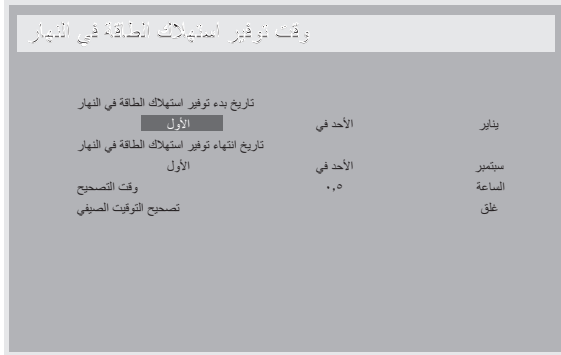 وقت توفير استهلاك الطاقة في النهار
تاريخ بدء توفير استهلاك الطاقة في النهار
الأول الأحد في يناير
تاريخ انتهاء توفير استهلاك الطاقة في النهار
الأول الأحد في سبتمبر
وقت التصحيح ٠,٥ الساعة
تصحيح التوقيت الصيفي غلق